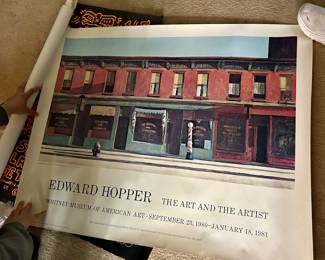 EDWARD HOPPER THE ART AND THE ARTIST
WHITNEY MUSEUM OF AMERICAN ART · SEPTEMBER 23, 1980–JANUARY 18, 1981